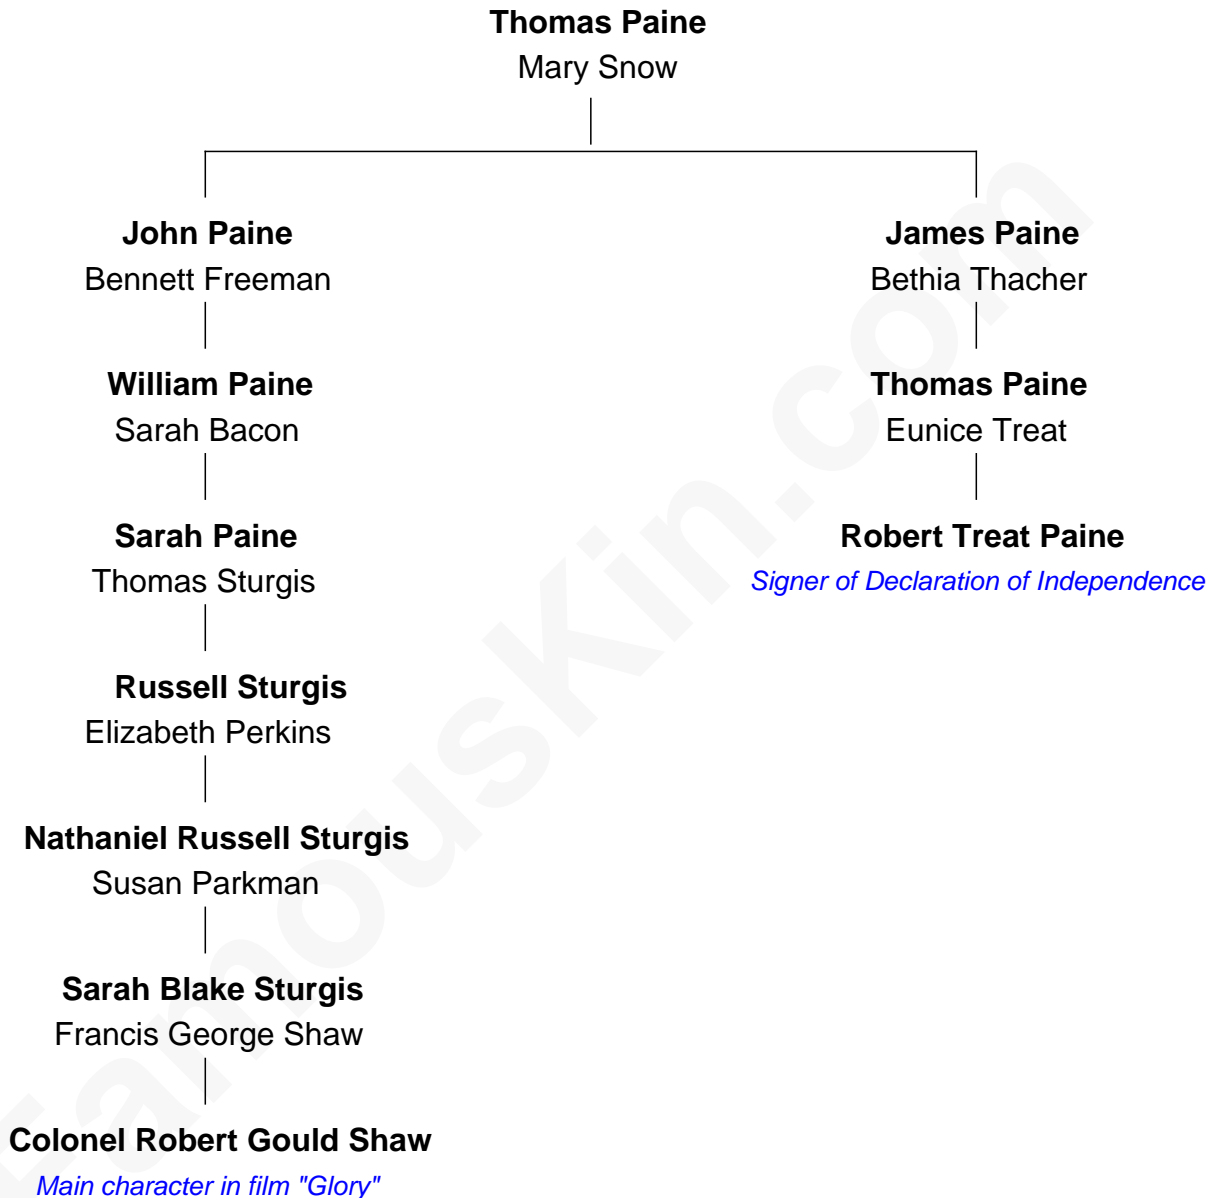 Thomas Paine
Mary Snow
John Paine
Bennett Freeman
James Paine
Bethia Thacher
William Paine
Sarah Bacon
Thomas Paine
Eunice Treat
Sarah Paine
Thomas Sturgis
Robert Treat Paine
Signer of Declaration of Independence
Russell Sturgis
Elizabeth Perkins
Nathaniel Russell Sturgis
Susan Parkman
Sarah Blake Sturgis
Francis George Shaw
Colonel Robert Gould Shaw
Main character in film "Glory"
FamousKin.com